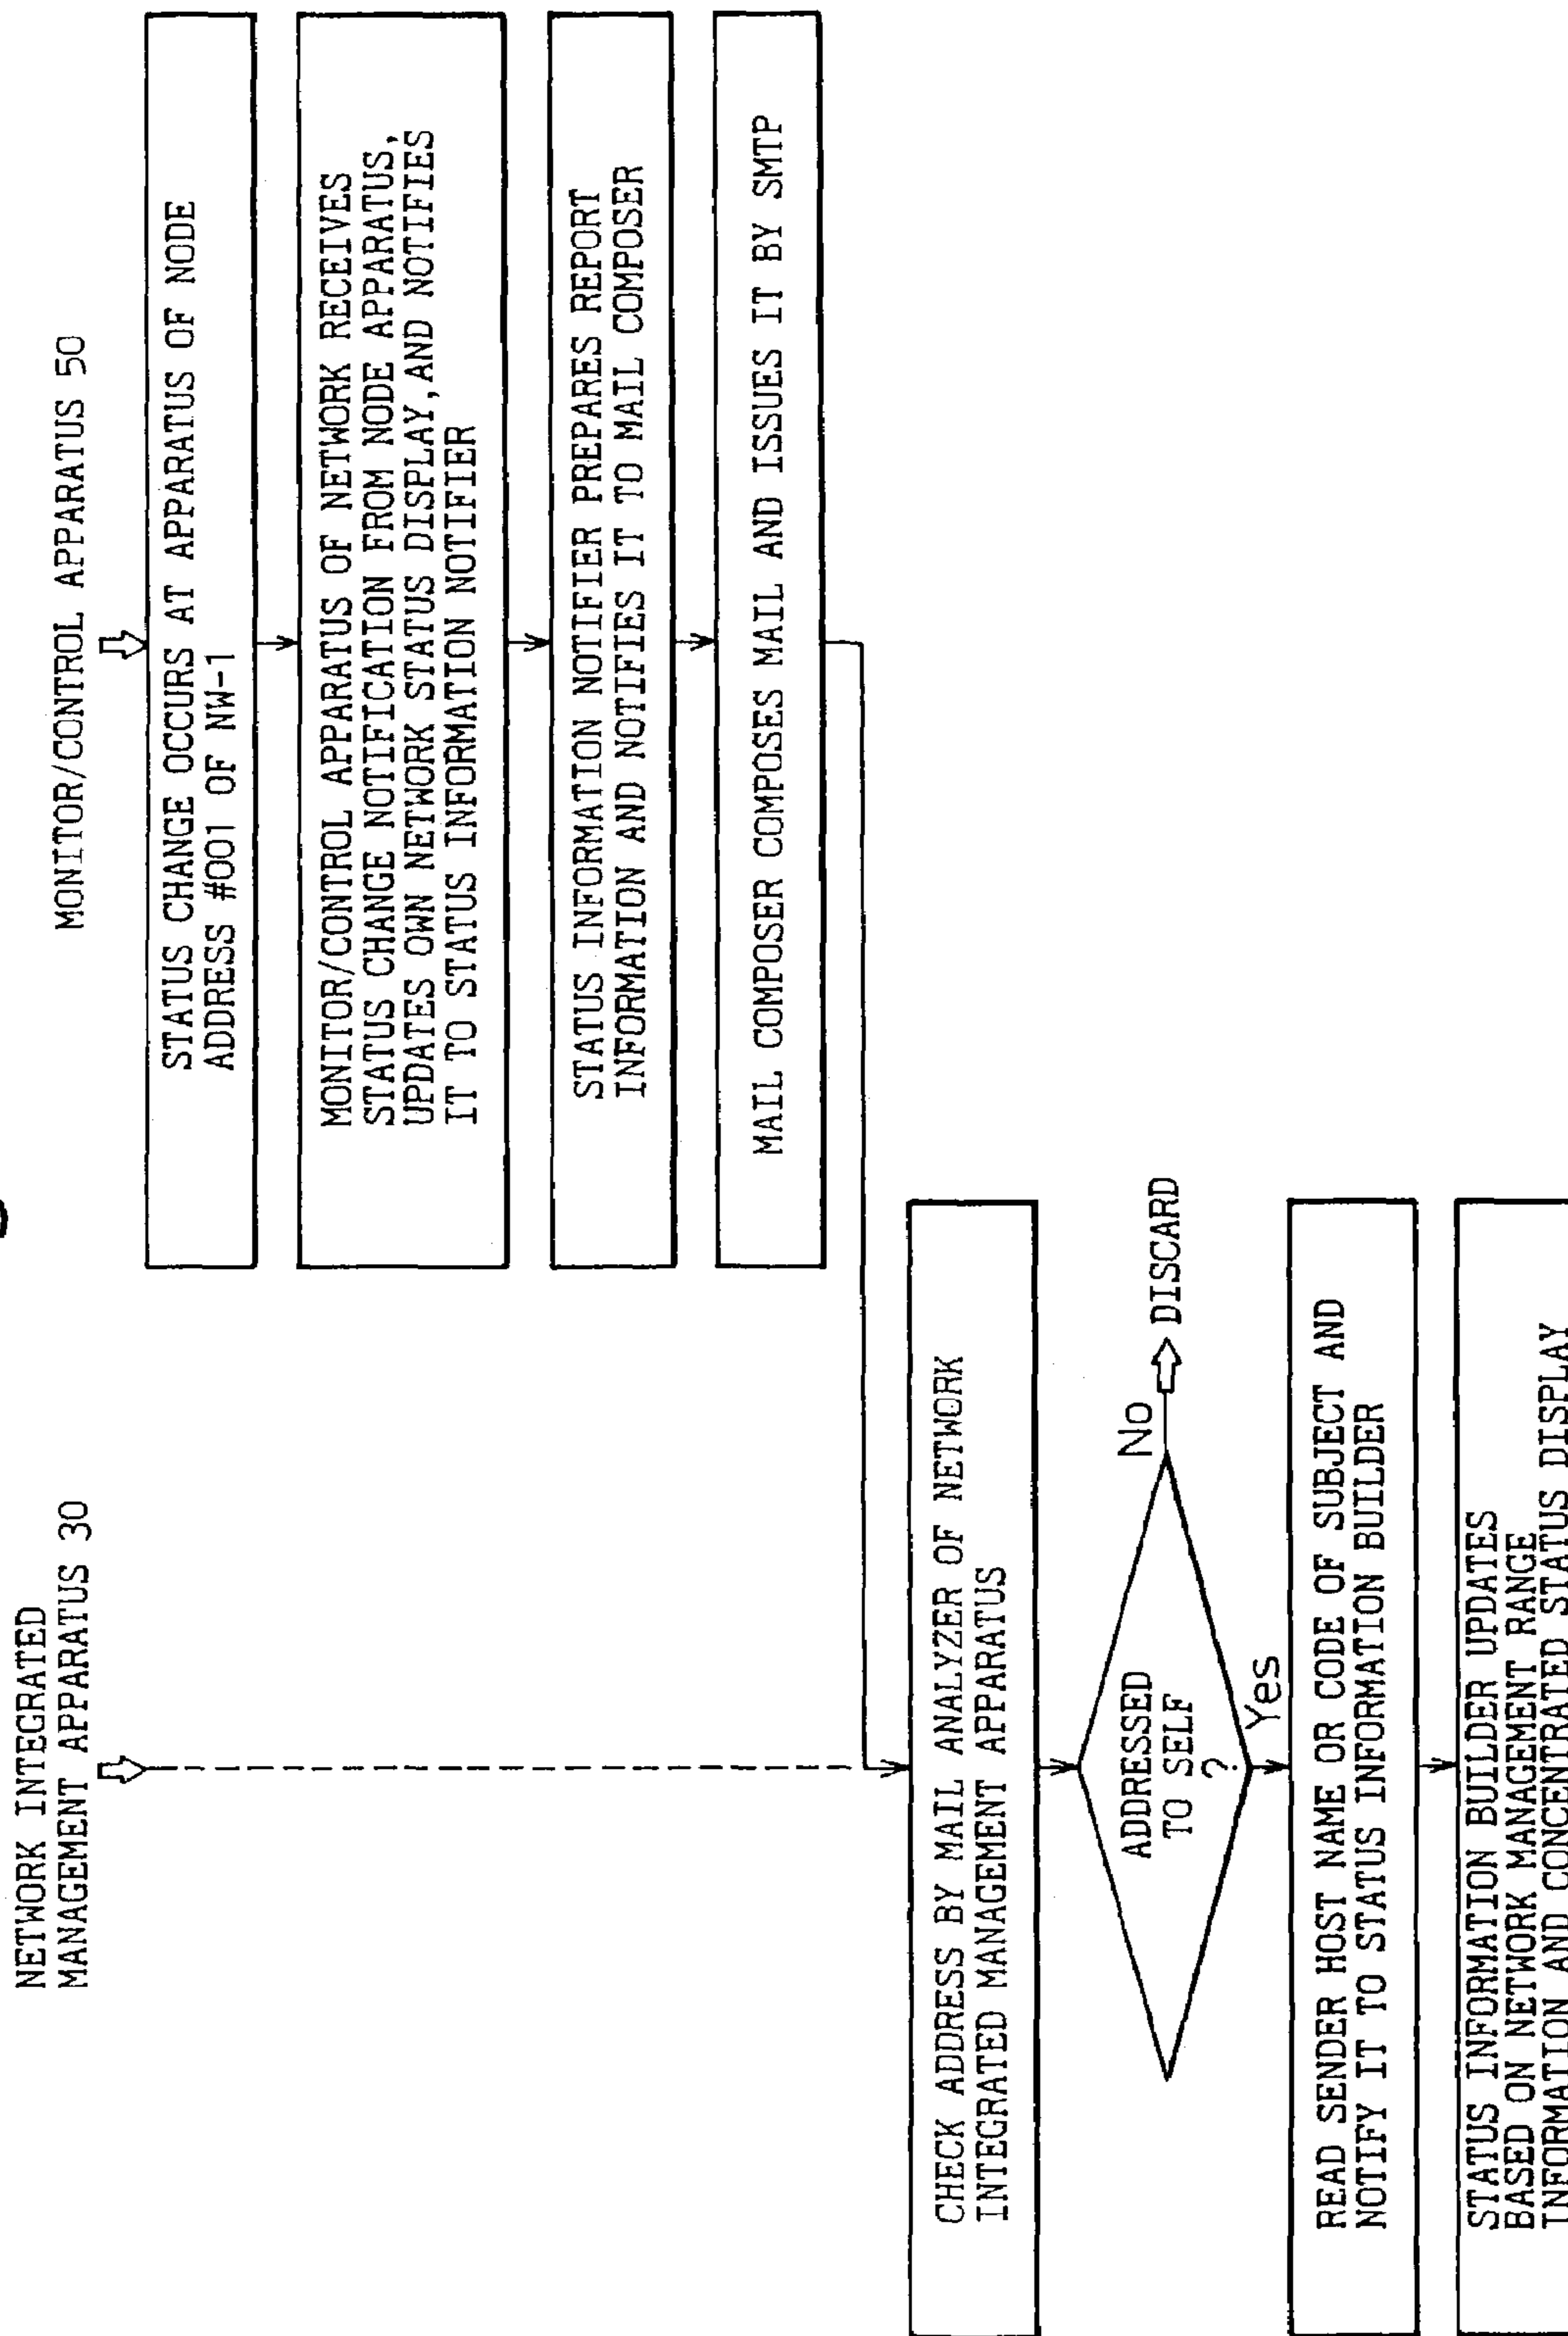 NETWORK INTEGRATED
MANAGEMENT APPARATUS 30
MONITOR/CONTROL APPARATUS 50
STATUS CHANGE OCCURS AT APPARATUS OF NODE
ADDRESS #001 OF NW-1
MONITOR/CONTROL APPARATUS OF NETWORK RECEIVES
STATUS CHANGE NOTIFICATION FROM NODE APPARATUS,
UPDATES OWN NETWORK STATUS DISPLAY, AND NOTIFIES
IT TO STATUS INFORMATION NOTIFIER
STATUS INFORMATION NOTIFIER PREPARES REPORT
INFORMATION AND NOTIFIES IT TO MAIL COMPOSER
MAIL COMPOSER COMPOSES MAIL AND ISSUES IT BY SMTP
CHECK ADDRESS BY MAIL ANALYZER OF NETWORK
INTEGRATED MANAGEMENT APPARATUS
ADDRESSED
TO SELF
?
No
DISCARD
Yes
READ SENDER HOST NAME OR CODE OF SUBJECT AND
NOTIFY IT TO STATUS INFORMATION BUILDER
STATUS INFORMATION BUILDER UPDATES
BASED ON NETWORK MANAGEMENT RANGE
INFORMATION AND CONCENTRATED STATUS DISPLAY